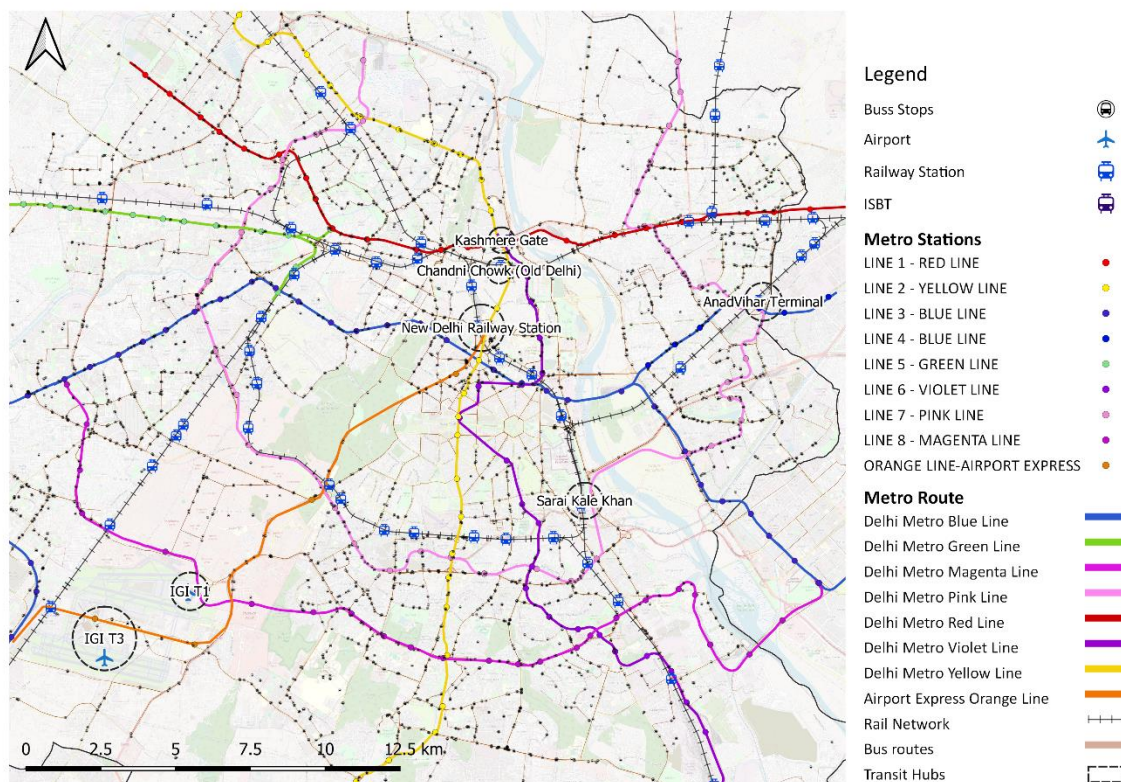 Kashmere Gate
Chandni Chowk (Old Delhi)
AnadVihar Terminal
New Delhi Railway Station
Sarai Kale Khan
IGI T1
IGI T3
0 2.5 5 7.5 10 12.5 km
Legend
Buss Stops
Airport
Railway Station
ISBT
Metro Stations
LINE 1 - RED LINE
LINE 2 - YELLOW LINE
LINE 3 - BLUE LINE
LINE 4 - BLUE LINE
LINE 5 - GREEN LINE
LINE 6 - VIOLET LINE
LINE 7 - PINK LINE
LINE 8 - MAGENTA LINE
ORANGE LINE-AIRPORT EXPRESS
Metro Route
Delhi Metro Blue Line
Delhi Metro Green Line
Delhi Metro Magenta Line
Delhi Metro Pink Line
Delhi Metro Red Line
Delhi Metro Violet Line
Delhi Metro Yellow Line
Airport Express Orange Line
Rail Network
Bus routes
Transit Hubs